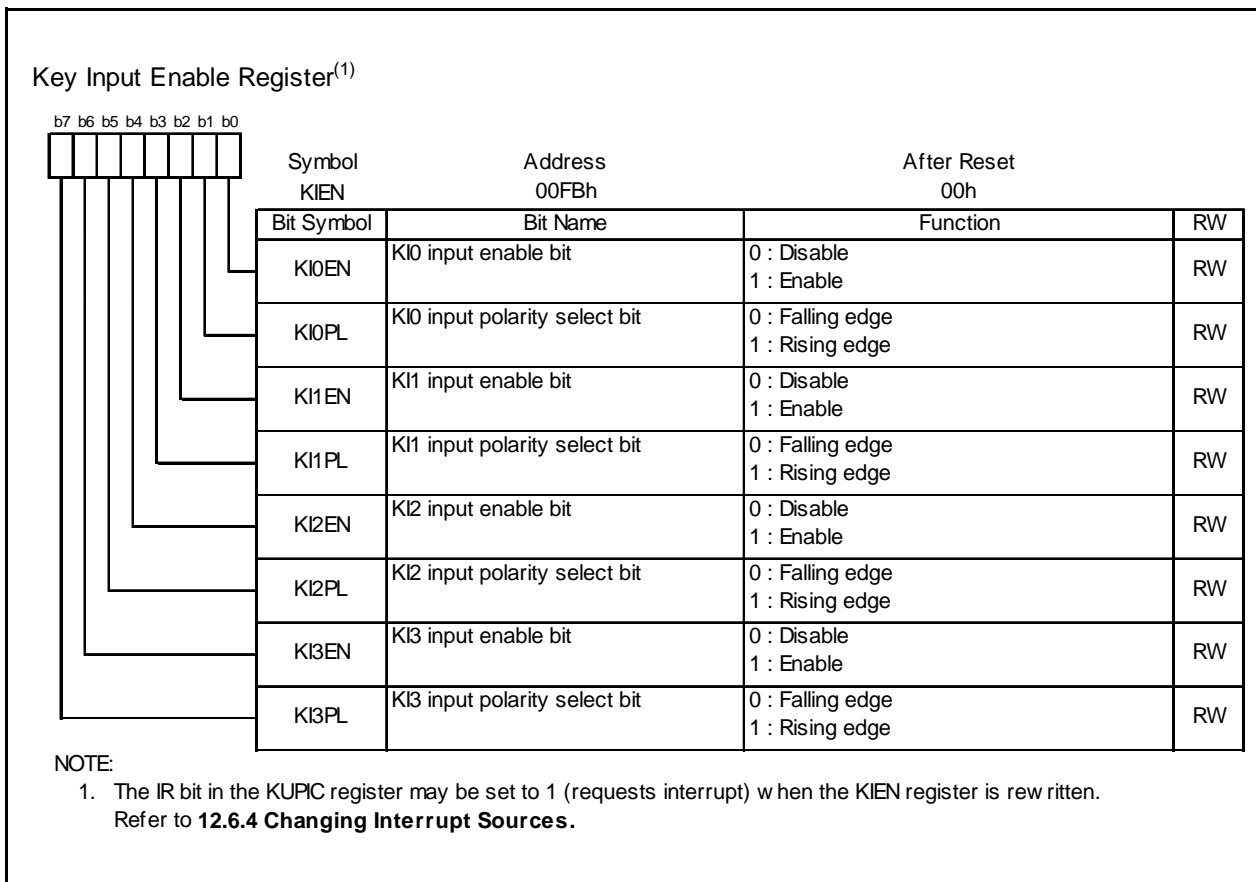 Key Input Enable Register(1)
b7 b6 b5 b4 b3 b2 b1 b0
Symbol Address After Reset
KIEN 00FBh 00h
Bit Symbol Bit Name Function RW
KI0EN KI0 input enable bit 0 : Disable RW
1 : Enable
KI0PL KI0 input polarity select bit 0 : Falling edge RW
1 : Rising edge
KI1EN KI1 input enable bit 0 : Disable RW
1 : Enable
KI1PL KI1 input polarity select bit 0 : Falling edge RW
1 : Rising edge
KI2EN KI2 input enable bit 0 : Disable RW
1 : Enable
KI2PL KI2 input polarity select bit 0 : Falling edge RW
1 : Rising edge
KI3EN KI3 input enable bit 0 : Disable RW
1 : Enable
KI3PL KI3 input polarity select bit 0 : Falling edge RW
1 : Rising edge
NOTE:
1. The IR bit in the KUPIC register may be set to 1 (requests interrupt) when the KIEN register is rewritten.
Refer to 12.6.4 Changing Interrupt Sources.